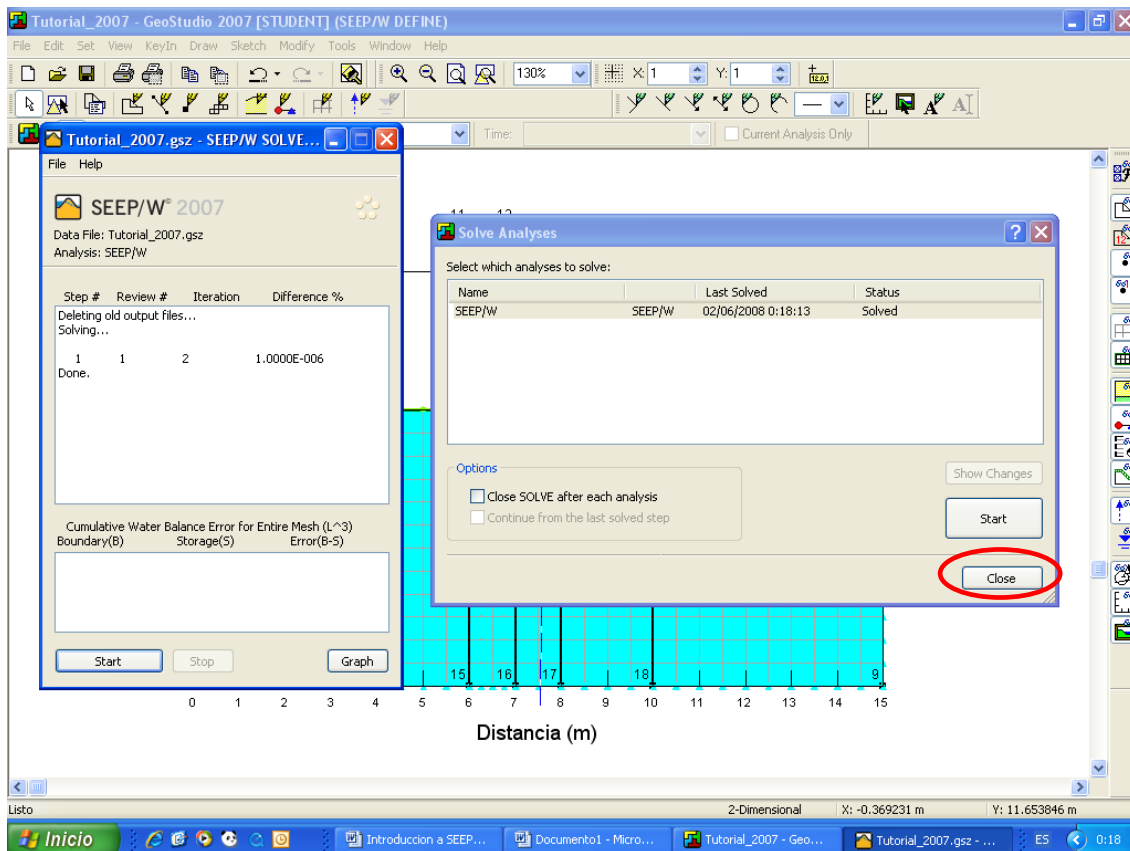 Tutorial_2007 - GeoStudio 2007 [STUDENT] (SEEP/W DEFINE)
File Edit Set View KeyIn Draw Sketch Modify Tools Window Help
130% X: 1 Y: 1
Time: Current Analysis Only
Tutorial_2007.gsz - SEEP/W SOLVE...
File Help
SEEP/W® 2007
Data File: Tutorial_2007.gsz
Analysis: SEEP/W
Step # Review # Iteration Difference %
Deleting old output files...
Solving...
1 1 2 1.0000E-006
Done.
Cumulative Water Balance Error for Entire Mesh (L^3)
Boundary(B) Storage(S) Error(B-S)
Start Stop Graph
Solve Analyses
Select which analyses to solve:
Name Last Solved Status
SEEP/W SEEP/W 02/06/2008 0:18:13 Solved
Options
Close SOLVE after each analysis
Continue from the last solved step
Show Changes
Start
Close
15 16 17 18 9
0 1 2 3 4 5 6 7 8 9 10 11 12 13 14 15
Distancia (m)
Listo 2-Dimensional X: -0.369231 m Y: 11.653846 m
Inicio Introduccion a SEEP... Documento1 - Micro... Tutorial_2007 - Geo... Tutorial_2007.gsz - ... ES 0:18